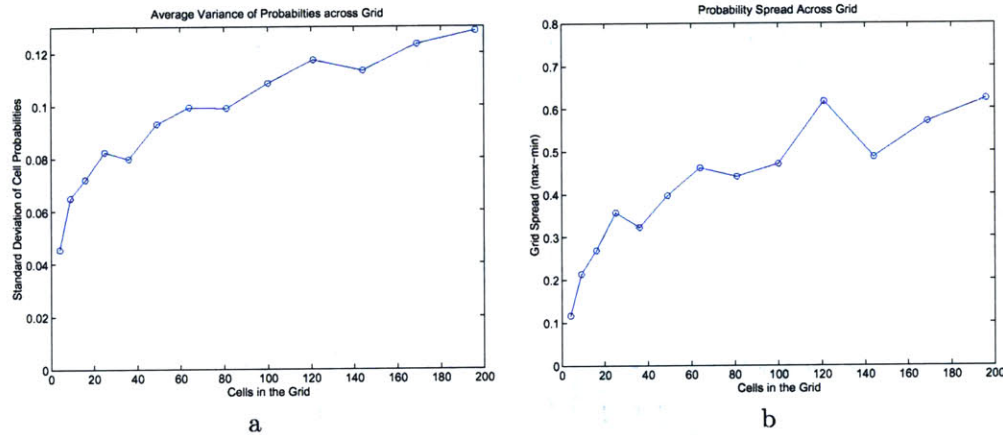 Average Variance of Probabilties across Grid
Standard Deviation of Cell Probabilities
0.12
0.1
0.08
0.06
0.04
0.02
0
0 20 40 60 80 100 120 140 160 180 200
Cells in the Grid
a
Probability Spread Across Grid
Grid Spread (max-min)
0.8
0.7
0.6
0.5
0.4
0.3
0.2
0.1
0
0 20 40 60 80 100 120 140 160 180 200
Cells in the Grid
b